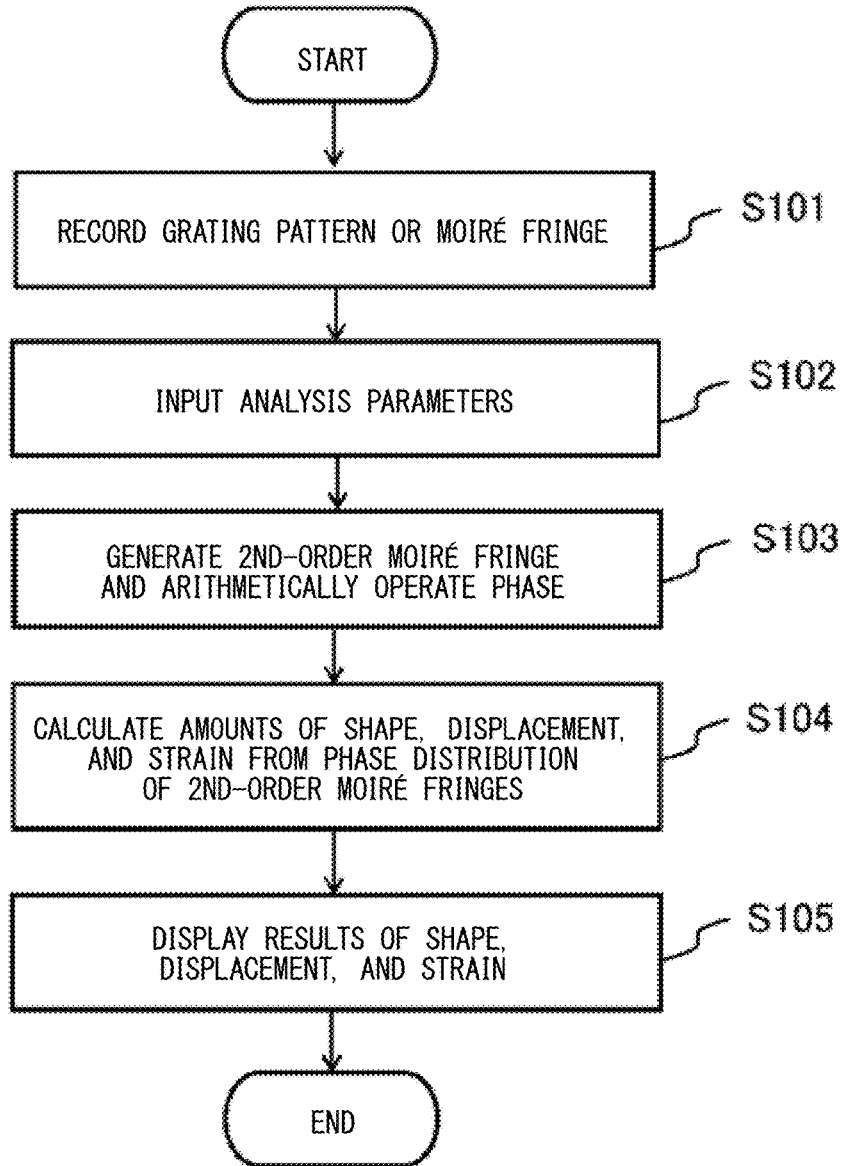 START
RECORD GRATING PATTERN OR MOIRÉ FRINGE
S101
INPUT ANALYSIS PARAMETERS
S102
GENERATE 2ND-ORDER MOIRÉ FRINGE
AND ARITHMETICALLY OPERATE PHASE
S103
CALCULATE AMOUNTS OF SHAPE, DISPLACEMENT,
AND STRAIN FROM PHASE DISTRIBUTION
OF 2ND-ORDER MOIRÉ FRINGES
S104
DISPLAY RESULTS OF SHAPE,
DISPLACEMENT, AND STRAIN
S105
END